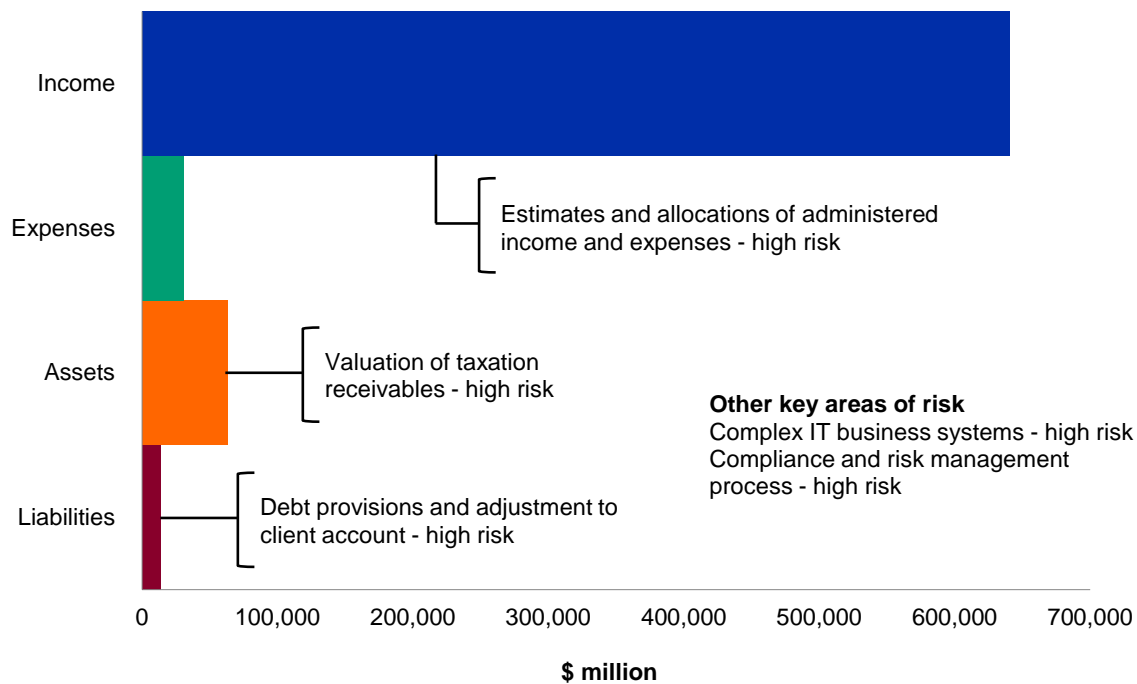 Income
Expenses
Estimates and allocations of administered
income and expenses - high risk
Assets
Valuation of taxation
receivables - high risk
Other key areas of risk
Complex IT business systems - high risk
Compliance and risk management
process - high risk
Liabilities
Debt provisions and adjustment to
client account - high risk
0 100,000 200,000 300,000 400,000 500,000 600,000 700,000
$ million